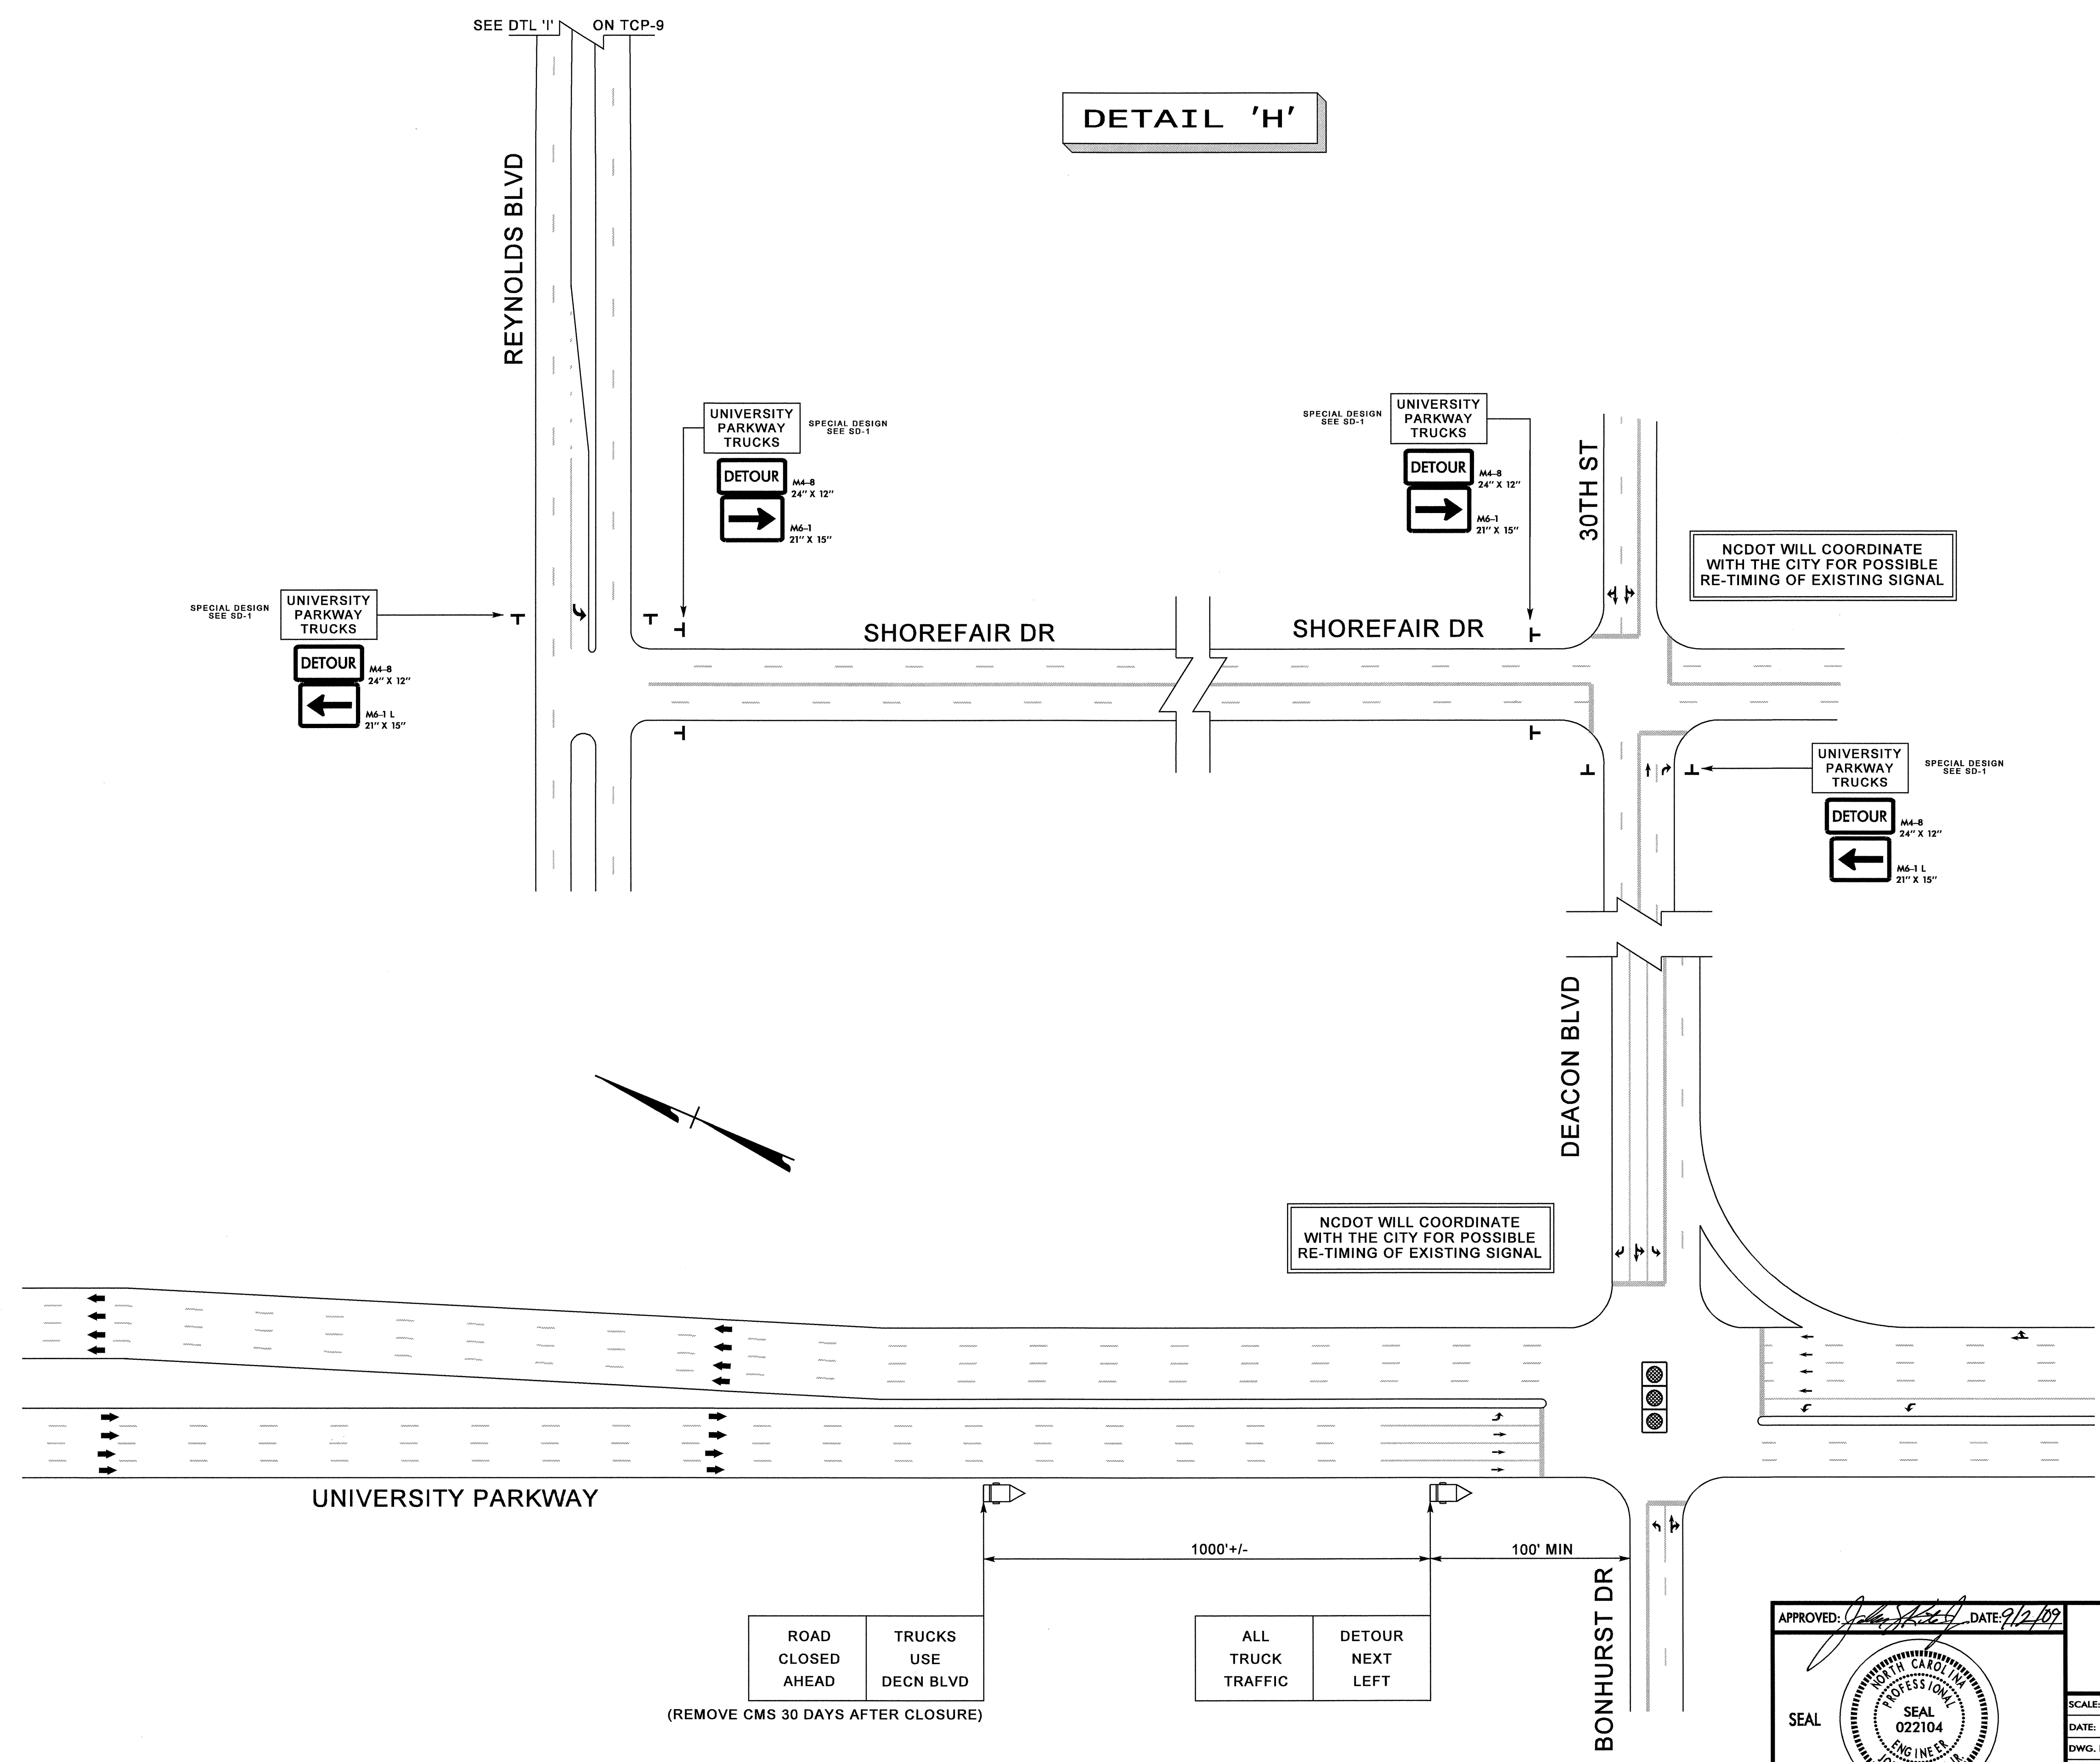 SEE DTL 'I' ON TCP-9
DETAIL 'H'
REYNOLDS BLVD
UNIVERSITY
PARKWAY
TRUCKS
SPECIAL DESIGN
SEE SD-1
DETOUR
M4-8
24" X 12"
M6-1
21" X 15"
SPECIAL DESIGN
SEE SD-1
UNIVERSITY
PARKWAY
TRUCKS
DETOUR
M4-8
24" X 12"
M6-1
21" X 15"
30TH ST
NCDOT WILL COORDINATE
WITH THE CITY FOR POSSIBLE
RE-TIMING OF EXISTING SIGNAL
SPECIAL DESIGN
SEE SD-1
UNIVERSITY
PARKWAY
TRUCKS
DETOUR
M4-8
24" X 12"
M6-1 L
21" X 15"
SHOREFAIR DR
SHOREFAIR DR
UNIVERSITY
PARKWAY
TRUCKS
SPECIAL DESIGN
SEE SD-1
DETOUR
M4-8
24" X 12"
M6-1 L
21" X 15"
DEACON BLVD
NCDOT WILL COORDINATE
WITH THE CITY FOR POSSIBLE
RE-TIMING OF EXISTING SIGNAL
UNIVERSITY PARKWAY
1000'+/-
100' MIN
BONHURST DR
ROAD
CLOSED
AHEAD
TRUCKS
USE
DECN BLVD
(REMOVE CMS 30 DAYS AFTER CLOSURE)
ALL
TRUCK
TRAFFIC
DETOUR
NEXT
LEFT
APPROVED: DATE: 9/2/09
SEAL
NORTH CAROLINA
PROFESSIONAL
SEAL
022104
ENGINEER
SCALE:
DATE:
DWG.